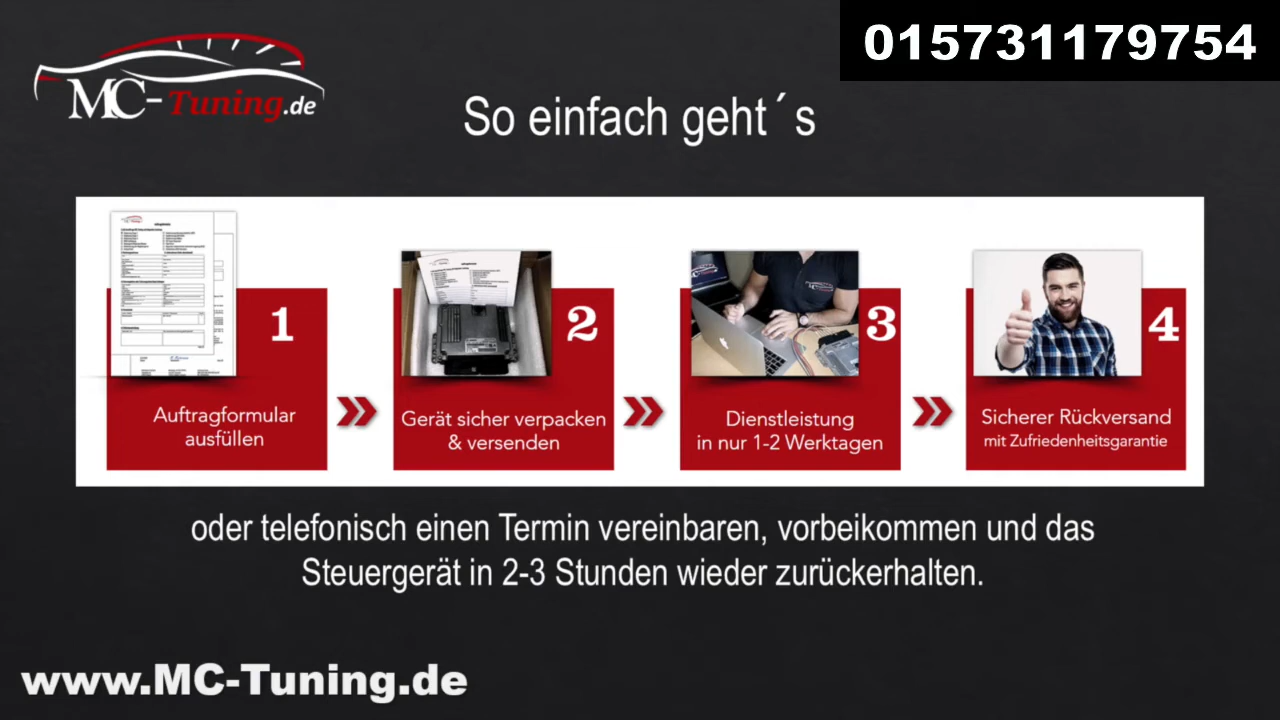 015731179754
MC-Tuning.de
So einfach geht´s
1
2
3
4
Auftragformular
ausfüllen
Gerät sicher verpacken
& versenden
Dienstleistung
in nur 1-2 Werktagen
Sicherer Rückversand
mit Zufriedenheitsgarantie
oder telefonisch einen Termin vereinbaren, vorbeikommen und das
Steuergerät in 2-3 Stunden wieder zurückerhalten.
www.MC-Tuning.de